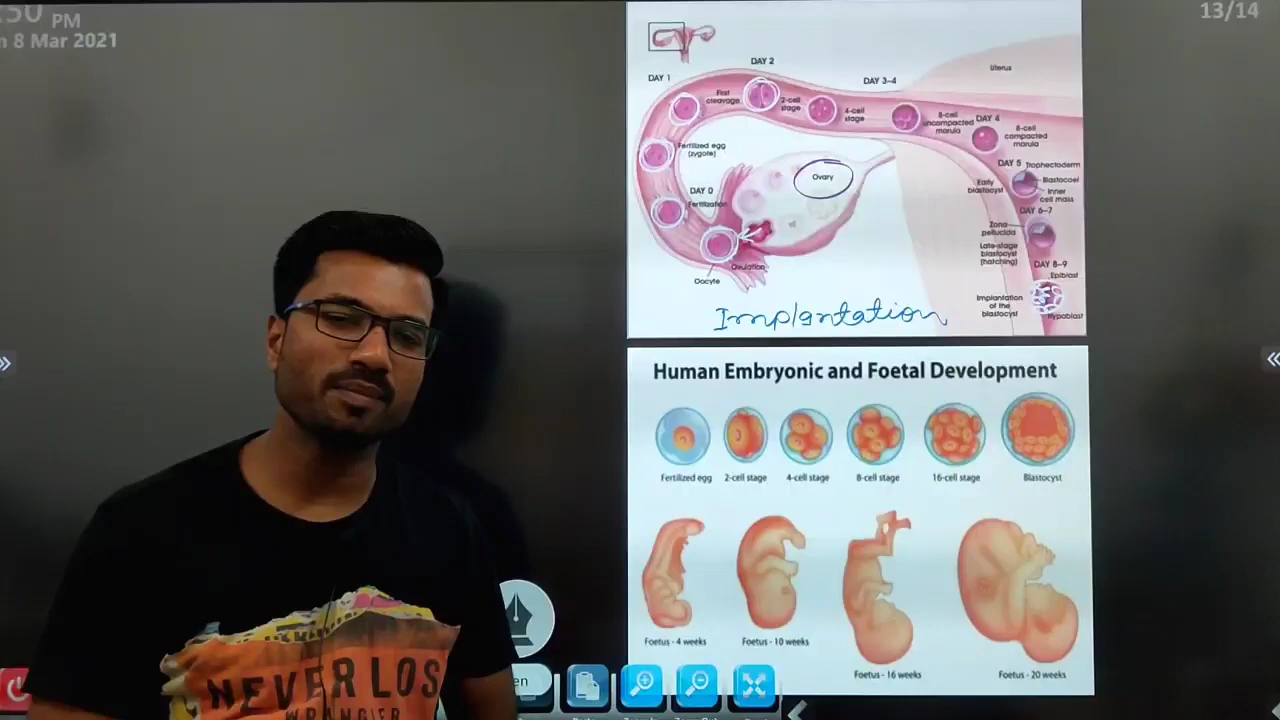 :50 PM
n 8 Mar 2021
13/14
DAY 1
DAY 2
DAY 3-4
Uterus
First cleavage
2-cell stage
4-cell stage
8-cell uncompacted morula
DAY 4
8-cell compacted morula
Fertilized egg (zygote)
DAY 0
Fertilization
Ovary
DAY 5
Trophectoderm
Early blastocyst
Blastocoel
Inner cell mass
DAY 6-7
Zona pellucida
Late-stage blastocyst (hatching)
DAY 8-9
Epiblast
Implantation of the blastocyst
Hypoblast
Ovulation
Oocyte
Implantation
Human Embryonic and Foetal Development
Fertilized egg
2-cell stage
4-cell stage
8-cell stage
16-cell stage
Blastocyst
Foetus - 4 weeks
Foetus - 10 weeks
Foetus - 16 weeks
Foetus - 20 weeks
en
NEVER LOS
WRANGLER